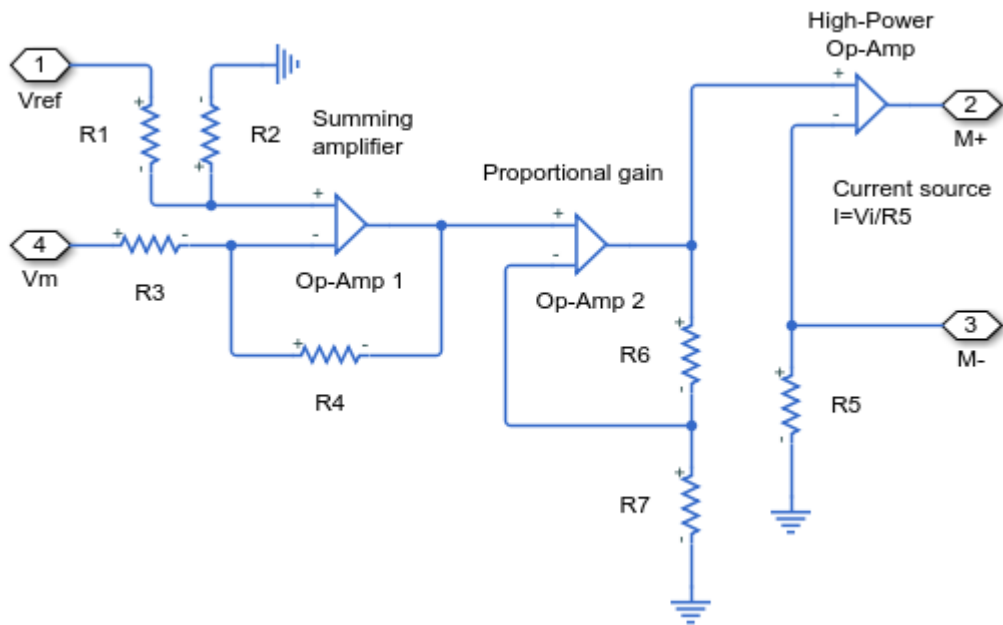 High-Power
Op-Amp
1
Vref
R1
R2
Summing
amplifier
+
-
-
+
+
-
Op-Amp 1
4
Vm
+
-
R3
+
-
R4
Proportional gain
+
-
Op-Amp 2
+
-
R6
+
-
R7
+
-
2
M+
Current source
I=Vi/R5
3
M-
+
-
R5